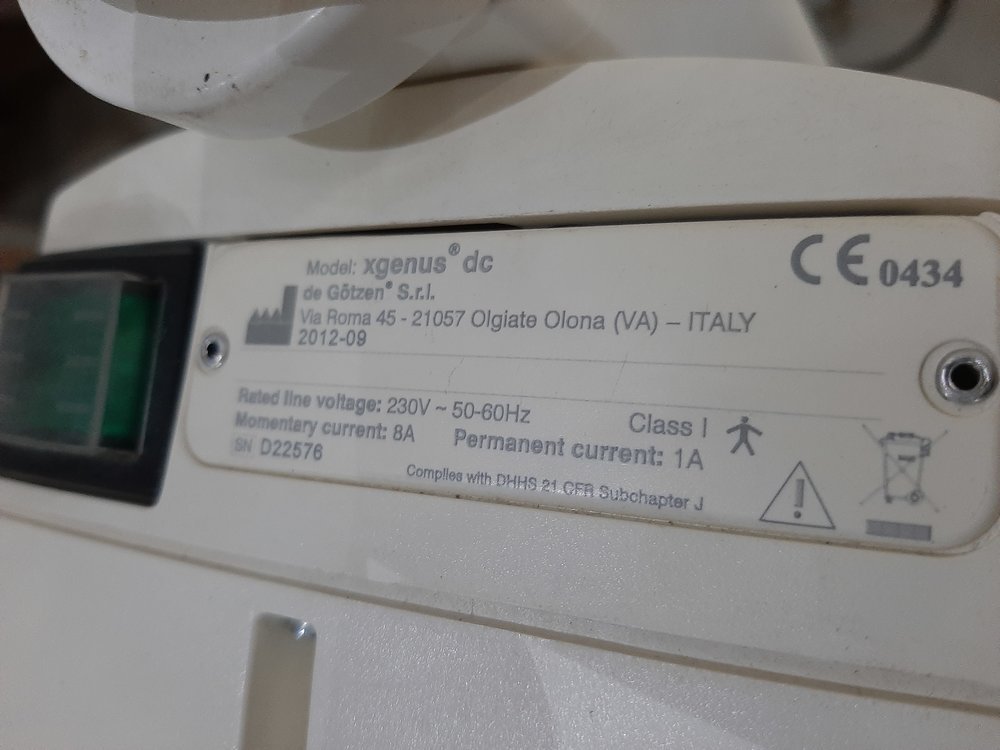 Model: xgenus® dc
de Götzen® S.r.l.
Via Roma 45 - 21057 Olgiate Olona (VA) – ITALY
2012-09
CE 0434
Rated line voltage: 230V ~ 50-60Hz
Momentary current: 8A
Permanent current: 1A
Class I
SN D22576
Complies with DHHS 21 CFR Subchapter J